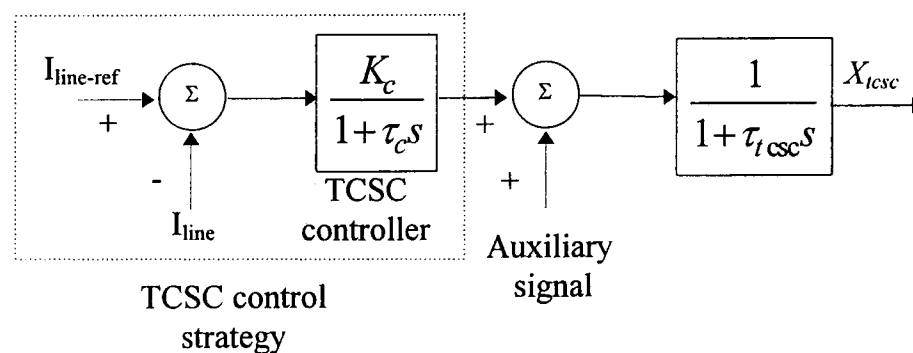 I_line-ref
+
Σ
-
I_line
K_c
1+τ_c s
TCSC
controller
+
Σ
+
Auxiliary
signal
1
1+τ_tcsc s
X_tcsc
TCSC control
strategy